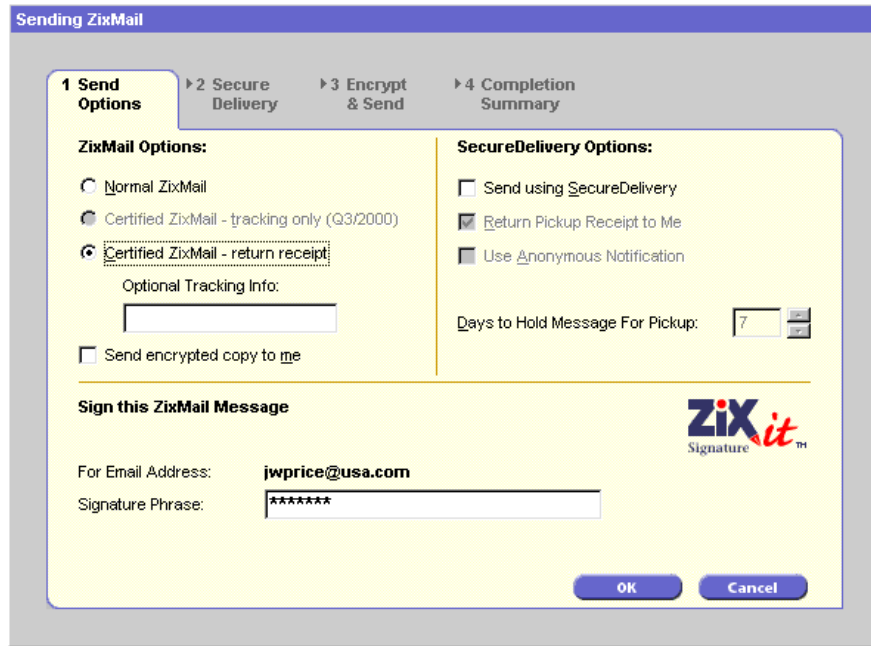 Sending ZixMail
1 Send Options
2 Secure Delivery
3 Encrypt & Send
4 Completion Summary
ZixMail Options:
Normal ZixMail
Certified ZixMail - tracking only (Q3/2000)
Certified ZixMail - return receipt
Optional Tracking Info:
Send encrypted copy to me
SecureDelivery Options:
Send using SecureDelivery
Return Pickup Receipt to Me
Use Anonymous Notification
Days to Hold Message For Pickup: 7
Sign this ZixMail Message
ZiXit TM
Signature
For Email Address: jwprice@usa.com
Signature Phrase: *******
OK Cancel